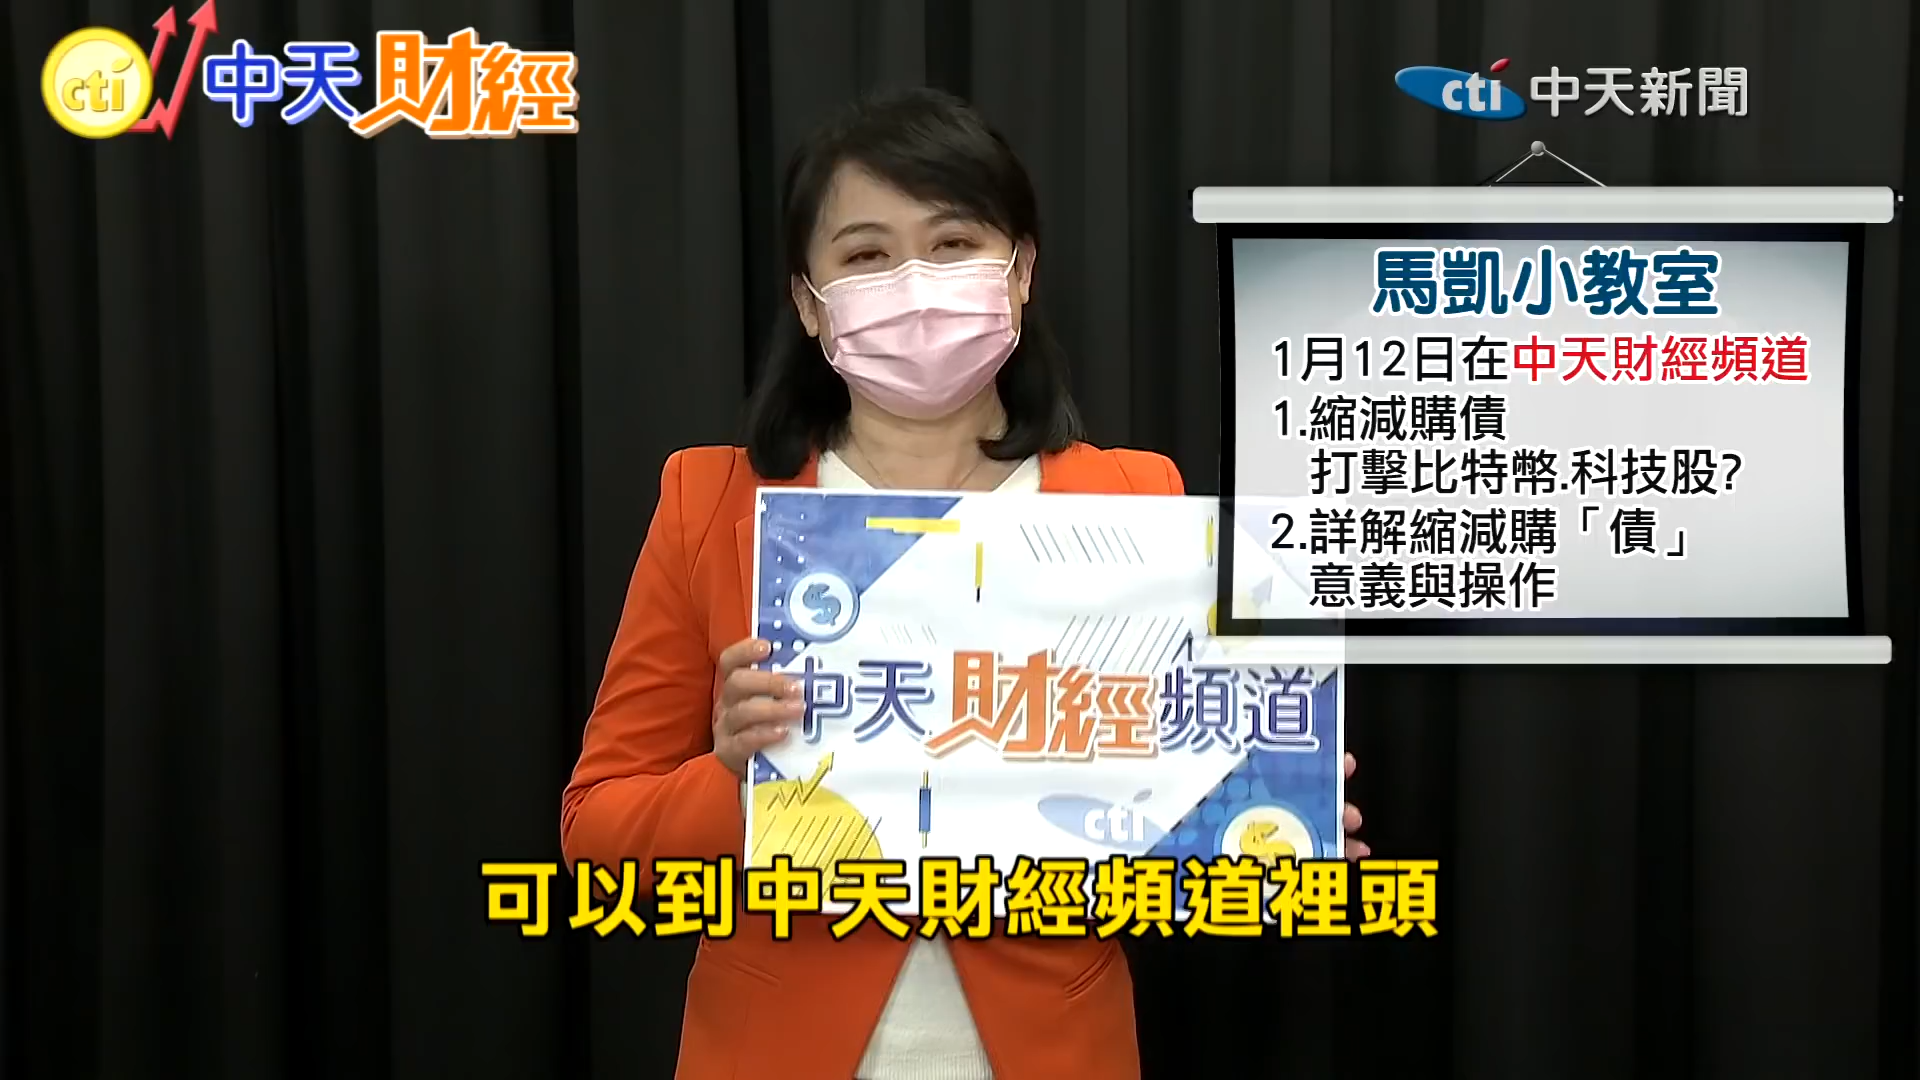 cti 中天財經
cti 中天新聞
馬凱小教室
1月12日在中天財經頻道
1.縮減購債
打擊比特幣.科技股?
2.詳解縮減購「債」
意義與操作
中天財經頻道
cti
可以到中天財經頻道裡頭